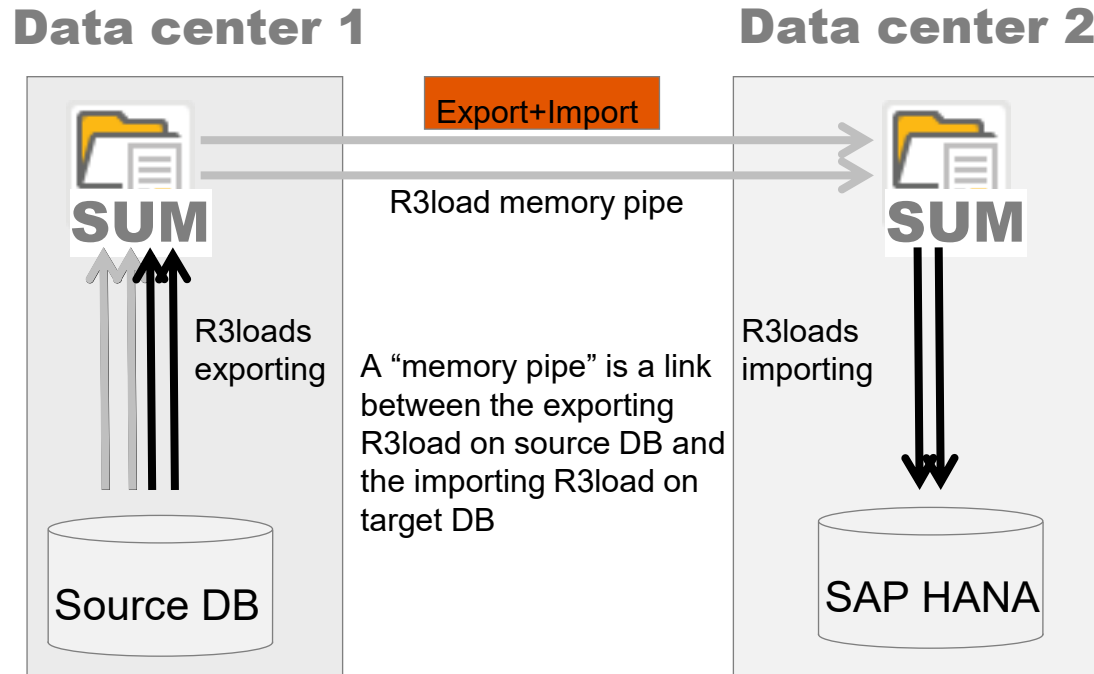 Data center 1
Data center 2
Export+Import
R3load memory pipe
SUM
SUM
R3loads
exporting
A “memory pipe” is a link
between the exporting
R3load on source DB and
the importing R3load on
target DB
R3loads
importing
Source DB
SAP HANA